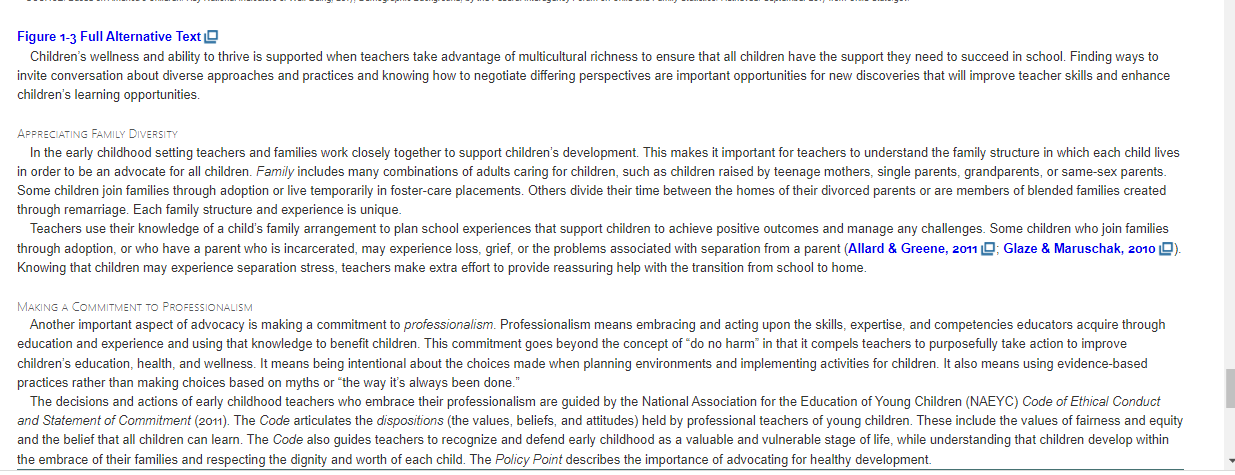 Figure 1-3 Full Alternative Text
Children's wellness and ability to thrive is supported when teachers take advantage of multicultural richness to ensure that all children have the support they need to succeed in school. Finding ways to
invite conversation about diverse approaches and practices and knowing how to negotiate differing perspectives are important opportunities for new discoveries that will improve teacher skills and enhance
children's learning opportunities.
APPRECIATING FAMILY DIVERSITY
In the early childhood setting teachers and families work closely together to support children's development. This makes it important for teachers to understand the family structure in which each child lives
in order to be an advocate for all children. Family includes many combinations of adults caring for children, such as children raised by teenage mothers, single parents, grandparents, or same-sex parents.
Some children join families through adoption or live temporarily in foster-care placements. Others divide their time between the homes of their divorced parents or are members of blended families created
through remarriage. Each family structure and experience is unique.
Teachers use their knowledge of a child's family arrangement to plan school experiences that support children to achieve positive outcomes and manage any challenges. Some children who join families
through adoption, or who have a parent who is incarcerated, may experience loss, grief, or the problems associated with separation from a parent (Allard & Greene, 2011; Glaze & Maruschak, 2010).
Knowing that children may experience separation stress, teachers make extra effort to provide reassuring help with the transition from school to home.
MAKING A COMMITMENT TO PROFESSIONALISM
Another important aspect of advocacy is making a commitment to professionalism. Professionalism means embracing and acting upon the skills, expertise, and competencies educators acquire through
education and experience and using that knowledge to benefit children. This commitment goes beyond the concept of "do no harm" in that it compels teachers to purposefully take action to improve
children's education, health, and wellness. It means being intentional about the choices made when planning environments and implementing activities for children. It also means using evidence-based
practices rather than making choices based on myths or "the way it's always been done."
The decisions and actions of early childhood teachers who embrace their professionalism are guided by the National Association for the Education of Young Children (NAEYC) Code of Ethical Conduct
and Statement of Commitment (2011). The Code articulates the dispositions (the values, beliefs, and attitudes) held by professional teachers of young children. These include the values of fairness and equity
and the belief that all children can learn. The Code also guides teachers to recognize and defend early childhood as a valuable and vulnerable stage of life, while understanding that children develop within
the embrace of their families and respecting the dignity and worth of each child. The Policy Point describes the importance of advocating for healthy development.